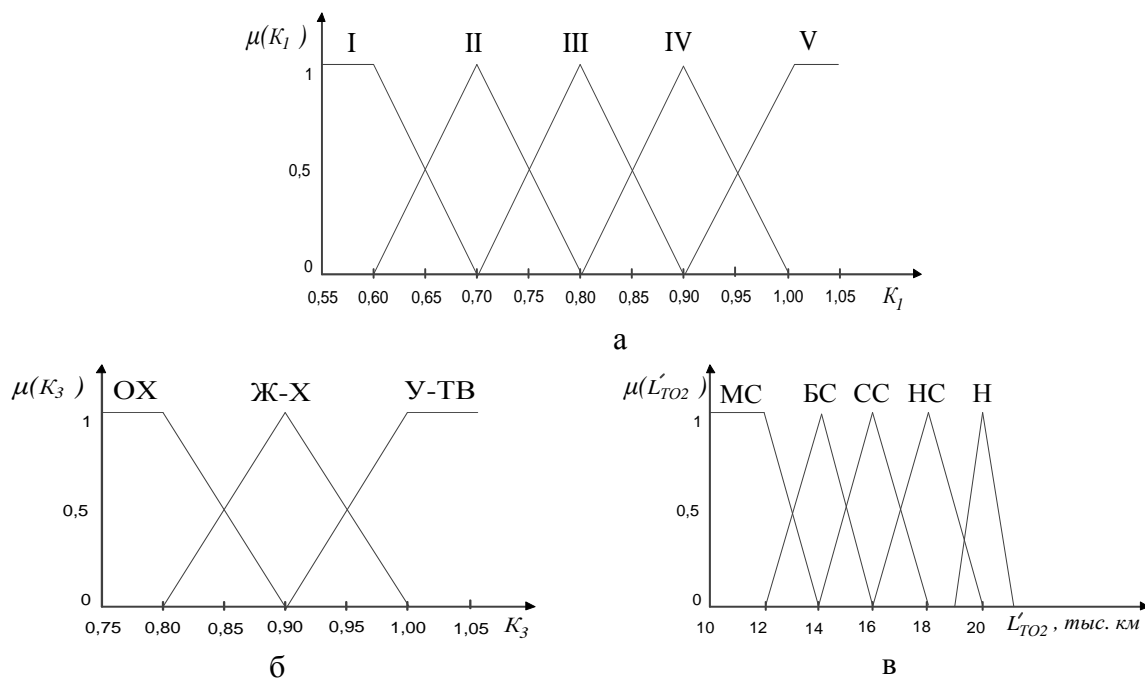 μ(K₁) I II III IV V
1
0,5
0
0,55 0,60 0,65 0,70 0,75 0,80 0,85 0,90 0,95 1,00 1,05 K₁
а
μ(K₃) ОХ Ж-Х У-ТВ
1
0,5
0
0,75 0,80 0,85 0,90 0,95 1,00 1,05 K₃
б
μ(L′ТО2) МС БС СС НС Н
1
0,5
0
10 12 14 16 18 20 L′ТО2 , тыс. км
в